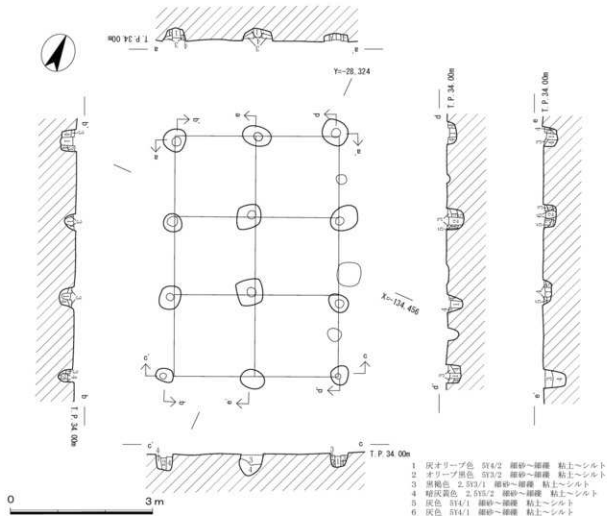 T.P.34.00m
a
a'
Y=-28,324
T.P.34.00m
T.P.34.00m
b'
b
T.P.34.00m
d
d'
e
e'
X=-134,456
c'
c
c'
c
T.P.34.00m
0 3m
1 灰オリーブ色 5Y4/2 細砂～細礫 粘土～シルト
2 オリーブ黒色 5Y3/2 細砂～細礫 粘土～シルト
3 黒褐色 2.5Y3/1 細砂～細礫 粘土～シルト
4 暗灰黄色 2.5Y5/2 細砂～細礫 粘土～シルト
5 灰色 5Y4/1 細砂～細礫 粘土～シルト
6 灰色 5Y4/1 細砂～細礫 粘土～シルト